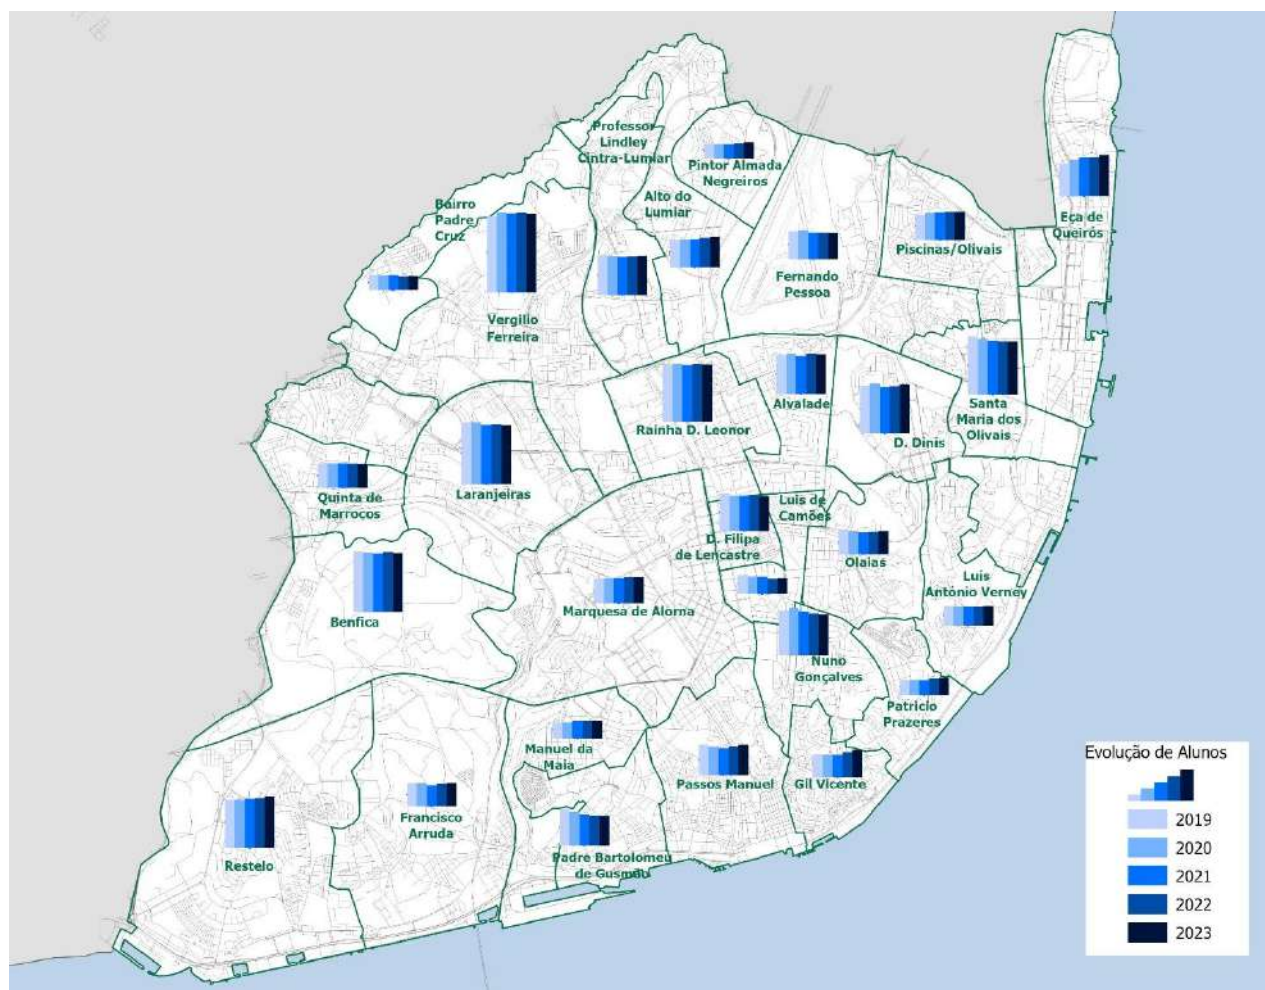 Professor
Lindley
Cintra-Lumiar
Pintor Almada
Negreiros
Alto do
Lumiar
Bairro
Padre
Cruz
Eça de
Queirós
Piscinas/Olivais
Fernando
Pessoa
Vergilio
Ferreira
Alvalade
Santa
Maria dos
Olivais
Rainha D. Leonor
D. Dinis
Laranjeiras
Quinta de
Marrocos
Luis de
Camões
D. Filipa
de Lencastre
Olaias
Luís
António Verney
Marquesa de Alorna
Benfica
Nuno
Gonçalves
Patricio
Prazeres
Manuel da
Maia
Passos Manuel
Gil Vicente
Francisco
Arruda
Restelo
Padre Bartolomeu
de Gusmão
Evolução de Alunos
2019
2020
2021
2022
2023